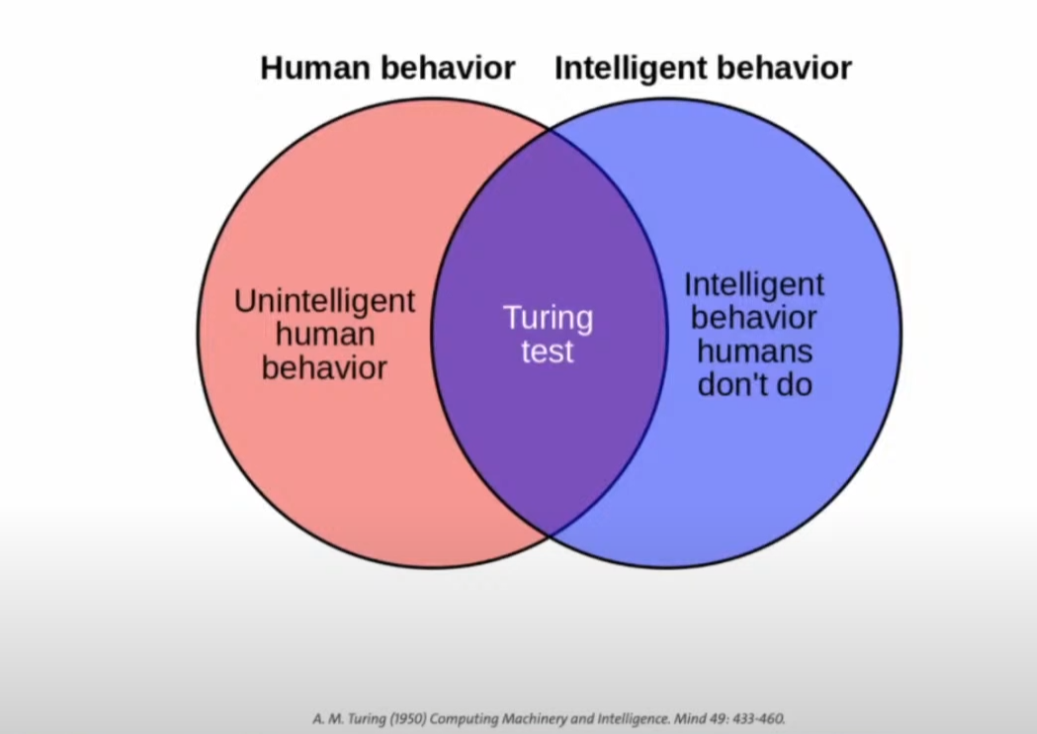 Human behavior
Intelligent behavior
Unintelligent
human
behavior
Turing
test
Intelligent
behavior
humans
don't do
A. M. Turing (1950) Computing Machinery and Intelligence. Mind 49: 433-460.